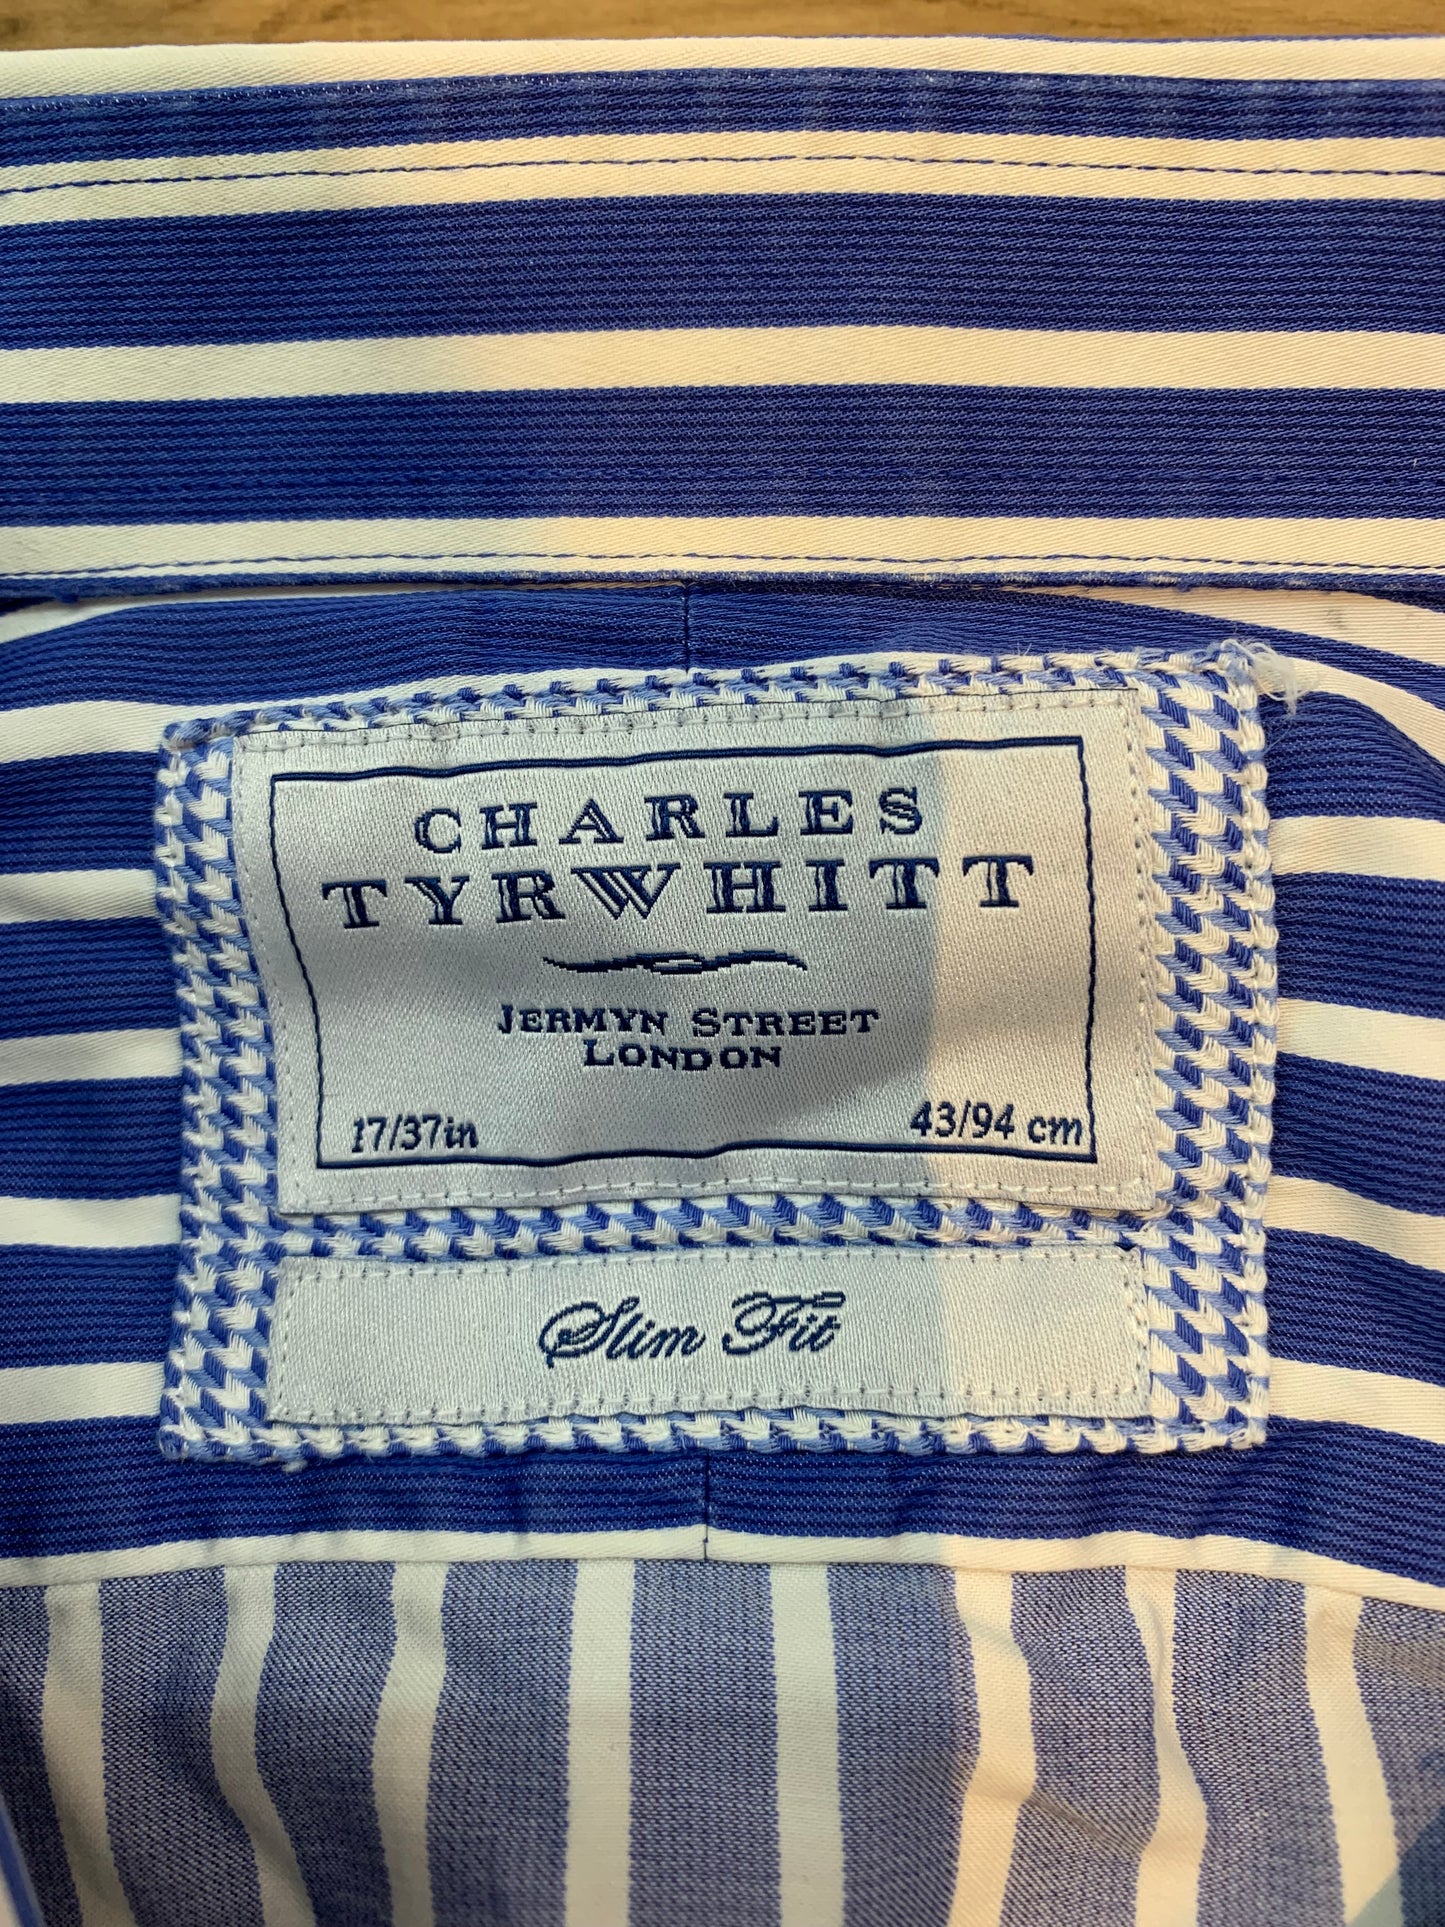 CHARLES
TYRWHITT
JERMYN STREET
LONDON
17/37in 43/94 cm
Slim Fit